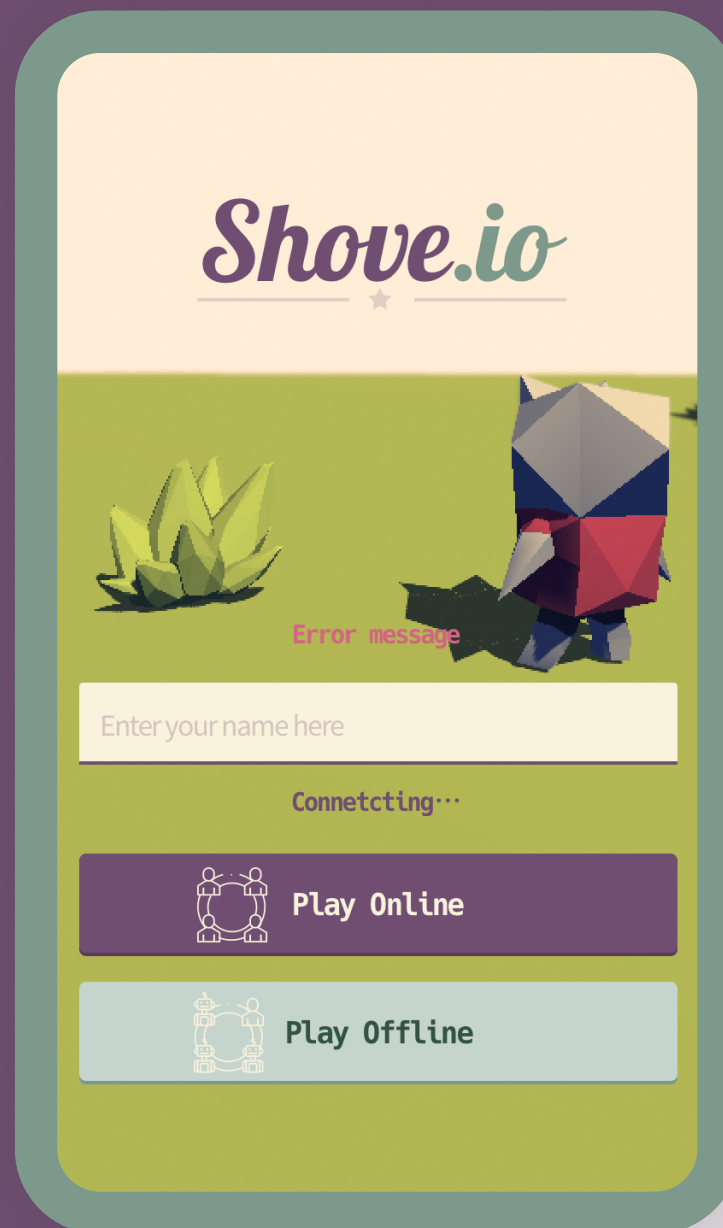 Shove.io
Error message
Enter your name here
Connetcting…
Play Online
Play Offline